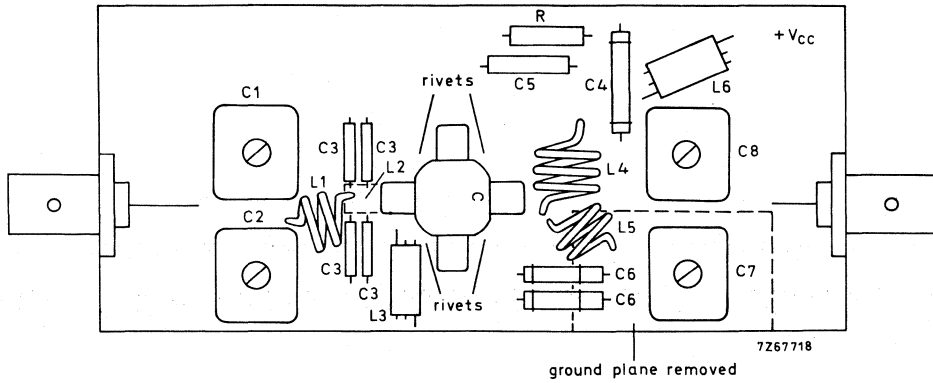 R
+VCC
C5
C4
L6
rivets
C1
C3
C3
L2
L1
C
L4
C8
C2
L5
C3
C3
L3
rivets
C6
C6
C7
7Z67718
ground plane removed